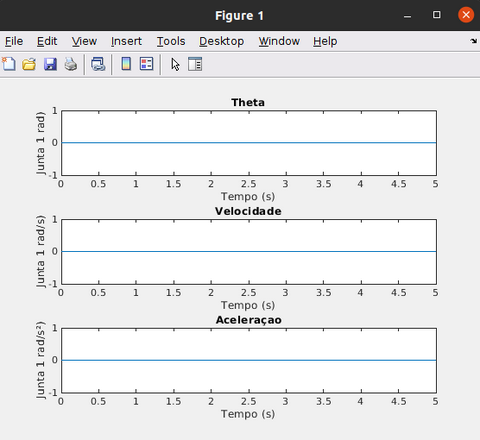 Figure 1
File Edit View Insert Tools Desktop Window Help
Theta
Junta 1 rad)
1
0
-1
0 0.5 1 1.5 2 2.5 3 3.5 4 4.5 5
Tempo (s)
Velocidade
Junta 1 rad/s)
1
0
-1
0 0.5 1 1.5 2 2.5 3 3.5 4 4.5 5
Tempo (s)
Aceleraçao
Junta 1 rad/s²)
1
0
-1
0 0.5 1 1.5 2 2.5 3 3.5 4 4.5 5
Tempo (s)